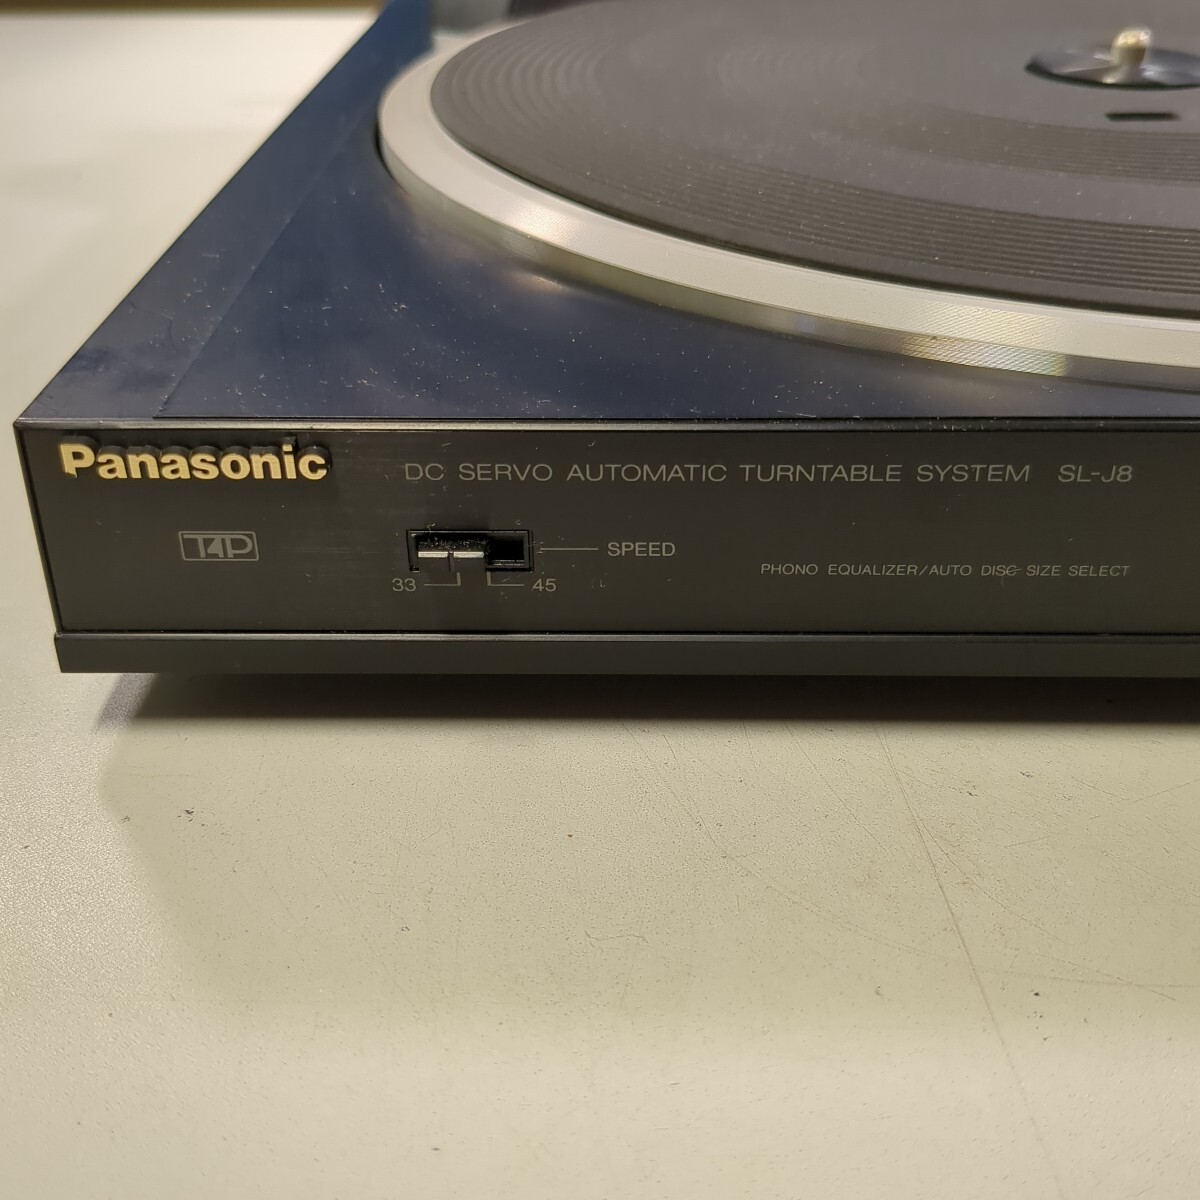 Panasonic DC SERVO AUTOMATIC TURNTABLE SYSTEM SL-J8
T4P SPEED
33 45
PHONO EQUALIZER/AUTO DISC SIZE SELECT